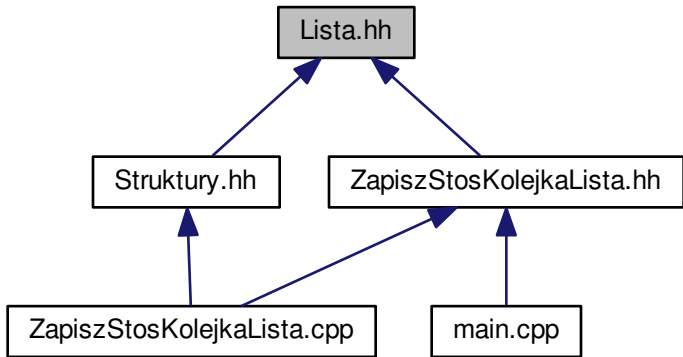 Lista.hh
Struktury.hh
ZapiszStosKolejkaLista.hh
ZapiszStosKolejkaLista.cpp
main.cpp